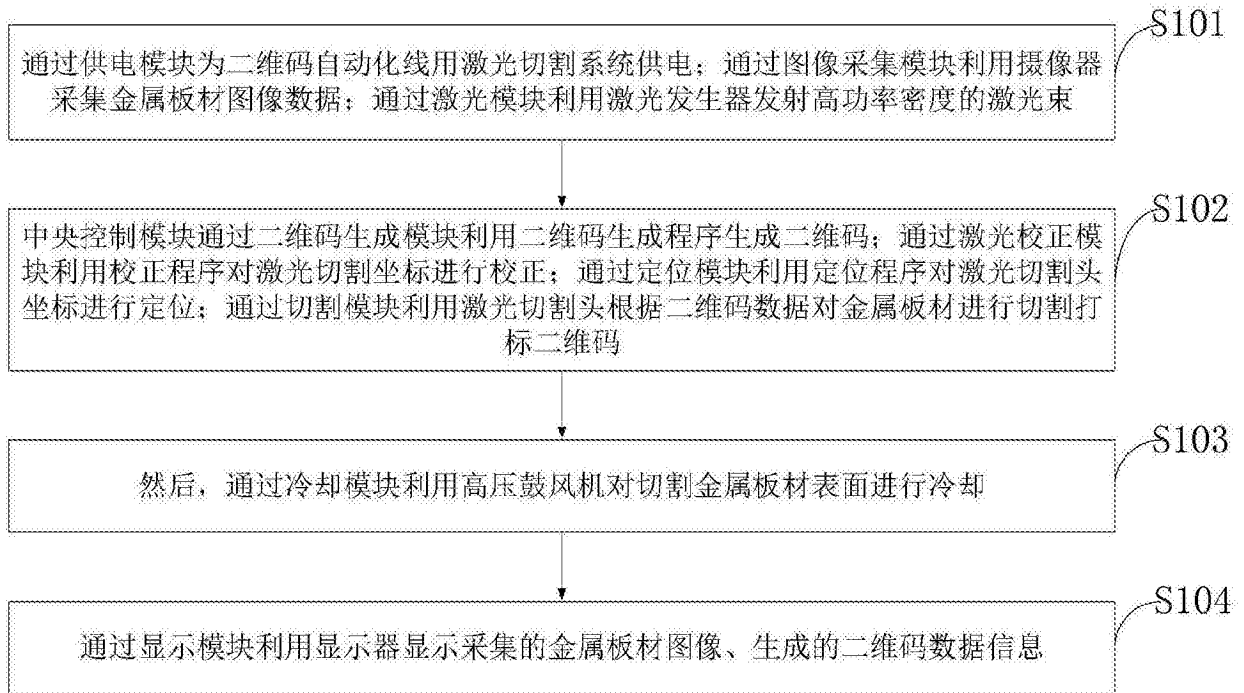 S101
通过供电模块为二维码自动化线用激光切割系统供电；通过图像采集模块利用摄像器
采集金属板材图像数据；通过激光模块利用激光发生器发射高功率密度的激光束
S102
中央控制模块通过二维码生成模块利用二维码生成程序生成二维码；通过激光校正模
块利用校正程序对激光切割坐标进行校正；通过定位模块利用定位程序对激光切割头
坐标进行定位；通过切割模块利用激光切割头根据二维码数据对金属板材进行切割打
标二维码
S103
然后，通过冷却模块利用高压鼓风机对切割金属板材表面进行冷却
S104
通过显示模块利用显示器显示采集的金属板材图像、生成的二维码数据信息